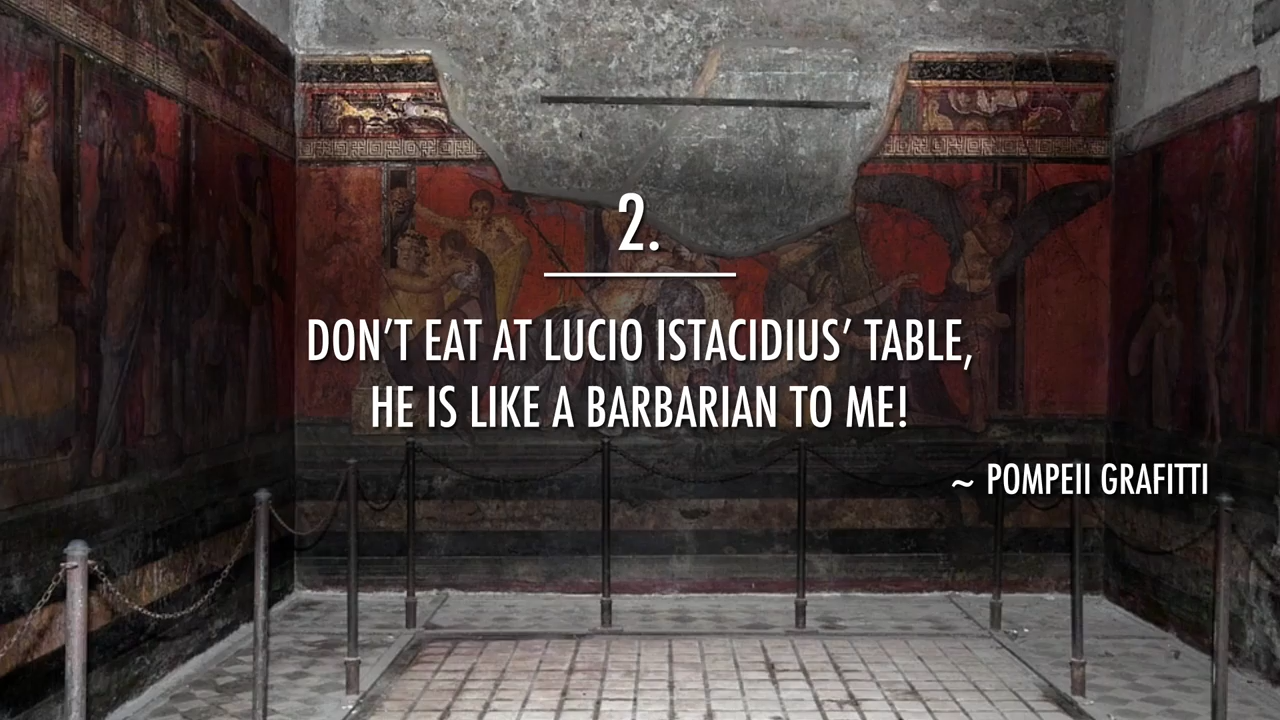 2.
DON'T EAT AT LUCIO ISTACIDIUS' TABLE,
HE IS LIKE A BARBARIAN TO ME!
~ POMPEII GRAFITTI